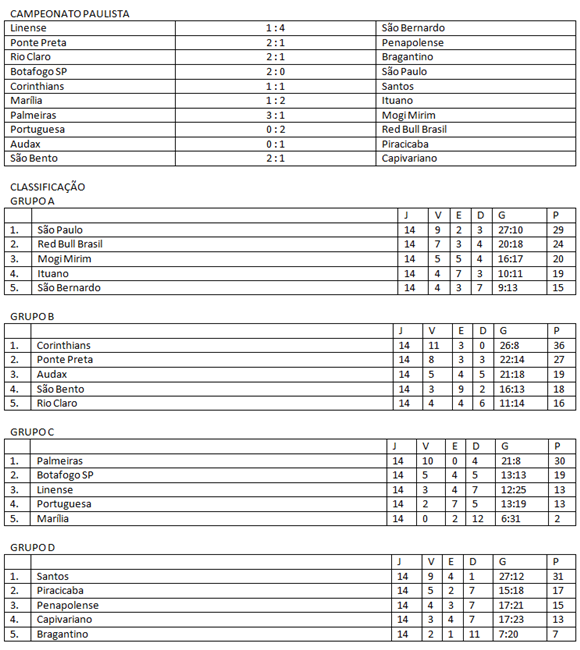 CAMPEONATO PAULISTA
Linense 1 : 4 São Bernardo
Ponte Preta 2 : 1 Penapolense
Rio Claro 2 : 1 Bragantino
Botafogo SP 2 : 0 São Paulo
Corinthians 1 : 1 Santos
Marília 1 : 2 Ituano
Palmeiras 3 : 1 Mogi Mirim
Portuguesa 0 : 2 Red Bull Brasil
Audax 0 : 1 Piracicaba
São Bento 2 : 1 Capivariano
CLASSIFICAÇÃO
GRUPO A
J V E D G P
1. São Paulo 14 9 2 3 27:10 29
2. Red Bull Brasil 14 7 3 4 20:18 24
3. Mogi Mirim 14 5 5 4 16:17 20
4. Ituano 14 4 7 3 10:11 19
5. São Bernardo 14 4 3 7 9:13 15
GRUPO B
J V E D G P
1. Corinthians 14 11 3 0 26:8 36
2. Ponte Preta 14 8 3 3 22:14 27
3. Audax 14 5 4 5 21:18 19
4. São Bento 14 3 9 2 16:13 18
5. Rio Claro 14 4 4 6 11:14 16
GRUPO C
J V E D G P
1. Palmeiras 14 10 0 4 21:8 30
2. Botafogo SP 14 5 4 5 13:13 19
3. Linense 14 3 4 7 12:25 13
4. Portuguesa 14 2 7 5 13:19 13
5. Marília 14 0 2 12 6:31 2
GRUPO D
J V E D G P
1. Santos 14 9 4 1 27:12 31
2. Piracicaba 14 5 2 7 15:18 17
3. Penapolense 14 4 3 7 17:21 15
4. Capivariano 14 3 4 7 17:23 13
5. Bragantino 14 2 1 11 7:20 7